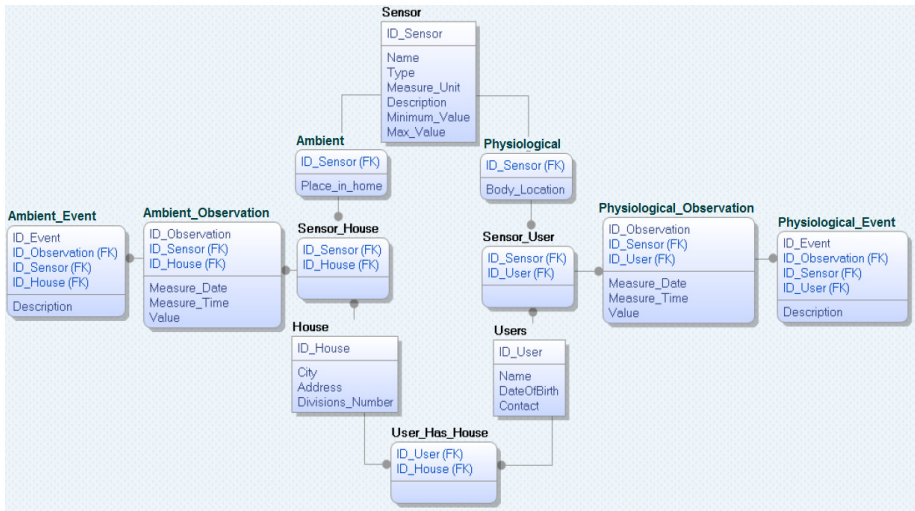 Sensor
ID_Sensor
Name
Type
Measure_Unit
Description
Minimum_Value
Max_Value
Ambient
ID_Sensor (FK)
Place_in_home
Physiological
ID_Sensor (FK)
Body_Location
Ambient_Event
ID_Event
ID_Observation (FK)
ID_Sensor (FK)
ID_House (FK)
Description
Ambient_Observation
ID_Observation
ID_Sensor (FK)
ID_House (FK)
Measure_Date
Measure_Time
Value
Sensor_House
ID_Sensor (FK)
ID_House (FK)
Sensor_User
ID_Sensor (FK)
ID_User (FK)
Physiological_Observation
ID_Observation
ID_Sensor (FK)
ID_User (FK)
Measure_Date
Measure_Time
Value
Physiological_Event
ID_Event
ID_Observation (FK)
ID_Sensor (FK)
ID_User (FK)
Description
House
ID_House
City
Address
Divisions_Number
Users
ID_User
Name
DateOfBirth
Contact
User_Has_House
ID_User (FK)
ID_House (FK)